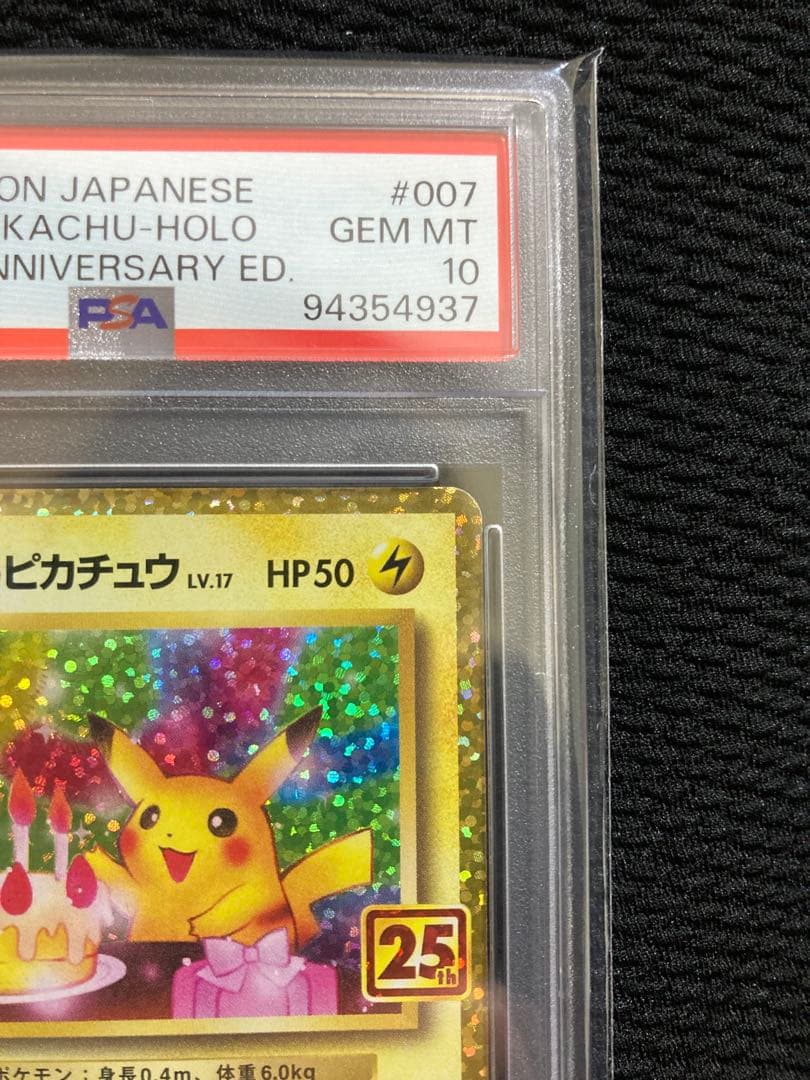 ON JAPANESE #007
KACHU-HOLO GEM MT
NNIVERSARY ED. 10
PSA 94354937
ピカチュウ LV.17 HP50
25th
ポケモン：身長0.4m、体重6.0kg